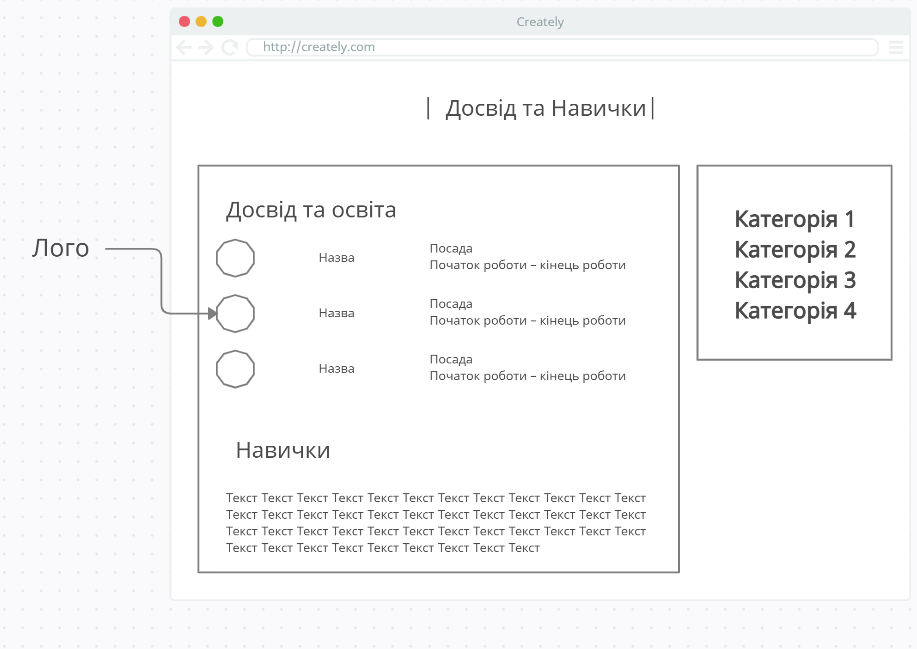 Creately
http://creately.com
| Досвід та Навички|
Лого
Досвід та освіта
Назва
Посада
Початок роботи – кінець роботи
Назва
Посада
Початок роботи – кінець роботи
Назва
Посада
Початок роботи – кінець роботи
Навички
Текст Текст Текст Текст Текст Текст Текст Текст Текст Текст Текст Текст
Текст Текст Текст Текст Текст Текст Текст Текст Текст Текст Текст Текст
Текст Текст Текст Текст Текст Текст Текст Текст Текст Текст Текст Текст
Текст Текст Текст Текст Текст Текст Текст Текст Текст
Категорія 1
Категорія 2
Категорія 3
Категорія 4